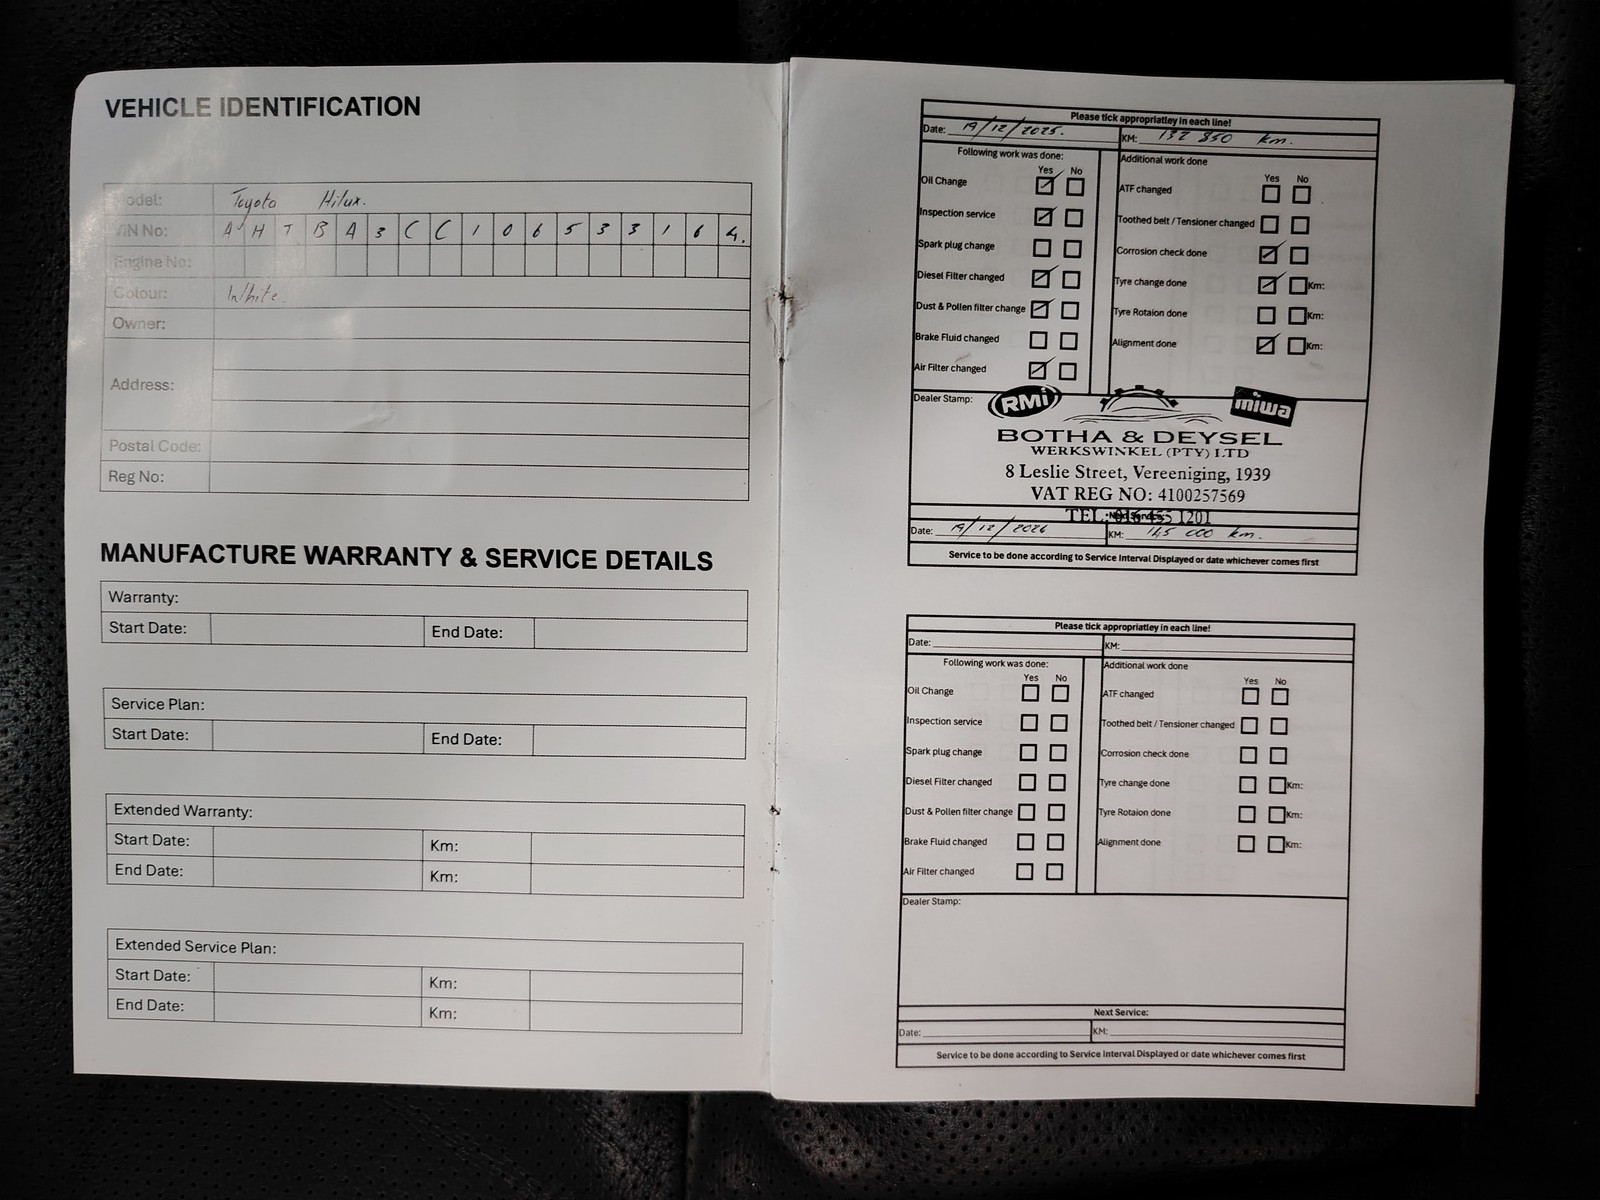 VEHICLE IDENTIFICATION
Model: Toyota Hilux.
VIN No: A H T B A 3 C C 1 0 6 5 3 3 1 6 4.
Engine No:
Colour: White.
Owner:
Address:
Postal Code:
Reg No:
MANUFACTURE WARRANTY & SERVICE DETAILS
Warranty:
Start Date: End Date:
Service Plan:
Start Date: End Date:
Extended Warranty:
Start Date: Km:
End Date: Km:
Extended Service Plan:
Start Date: Km:
End Date: Km:
Please tick appropriatley in each line!
Date: 19/12/2025. KM: 132 850 km.
Following work was done: Additional work done
Yes No Yes No
Oil Change ATF changed
Inspection service Toothed belt / Tensioner changed
Spark plug change Corrosion check done
Diesel Filter changed Tyre change done Km:
Dust & Pollen filter change Tyre Rotaion done Km:
Brake Fluid changed Alignment done Km:
Air Filter changed
Dealer Stamp: RMi miwa
BOTHA & DEYSEL
WERKSWINKEL (PTY) LTD
8 Leslie Street, Vereeniging, 1939
VAT REG NO: 4100257569
TEL: 016 455 1201
Date: 19/12/2026 KM: 145 000 km.
Service to be done according to Service Interval Displayed or date whichever comes first
Please tick appropriatley in each line!
Date: KM:
Following work was done: Additional work done
Yes No Yes No
Oil Change ATF changed
Inspection service Toothed belt / Tensioner changed
Spark plug change Corrosion check done
Diesel Filter changed Tyre change done Km:
Dust & Pollen filter change Tyre Rotaion done Km:
Brake Fluid changed Alignment done Km:
Air Filter changed
Dealer Stamp:
Next Service:
Date: KM:
Service to be done according to Service Interval Displayed or date whichever comes first